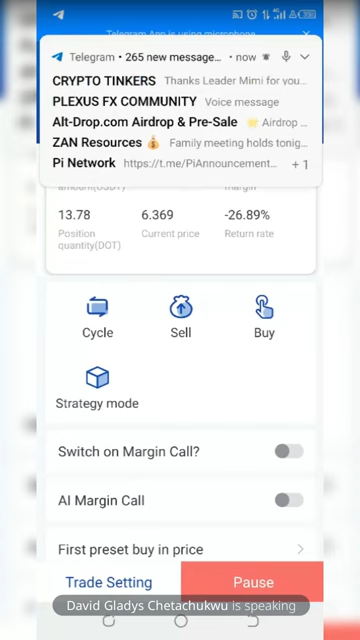 Telegram App is using microphone
Telegram • 265 new message... • now
CRYPTO TINKERS Thanks Leader Mimi for you...
PLEXUS FX COMMUNITY Voice message
Alt-Drop.com Airdrop & Pre-Sale 🌟 Airdrop ...
ZAN Resources 💰 Family meeting holds tonig...
Pi Network https://t.me/PiAnnouncement... + 1
amount(USDT) margin
13.78 6.369 -26.89%
Position quantity(DOT) Current price Return rate
Cycle Sell Buy
Strategy mode
Switch on Margin Call?
AI Margin Call
First preset buy in price
Trade Setting Pause
David Gladys Chetachukwu is speaking